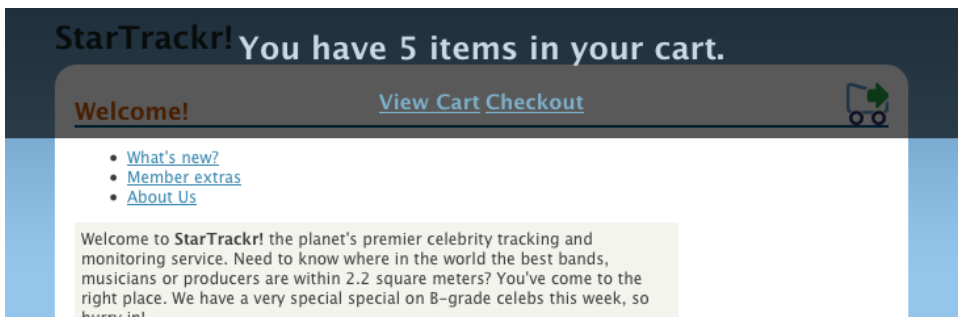 StarTrackr!
You have 5 items in your cart.
View Cart Checkout
Welcome!
What's new?
Member extras
About Us
Welcome to StarTrackr! the planet's premier celebrity tracking and
monitoring service. Need to know where in the world the best bands,
musicians or producers are within 2.2 square meters? You've come to the
right place. We have a very special special on B-grade celebs this week, so
hurry in!